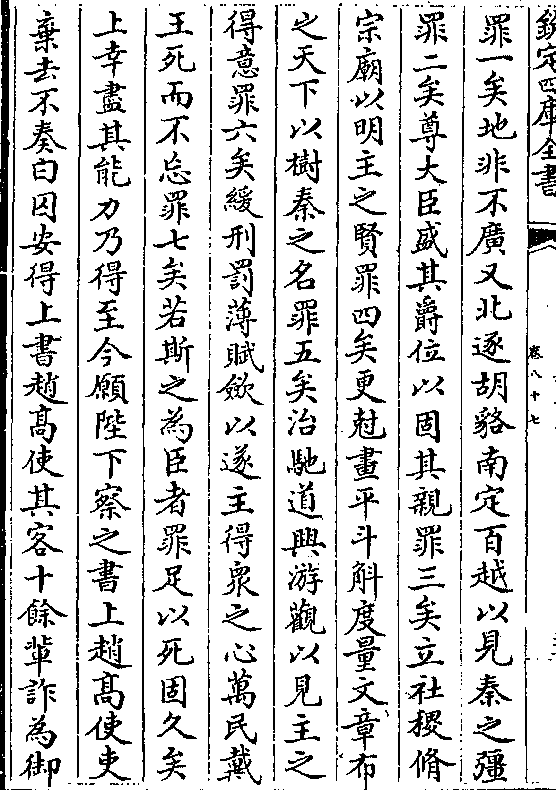 欽定四庫全書
卷八十七
罪一矣地非不廣又北逐胡貉南定百越以見秦之彊
罪二矣尊大臣盛其爵位以固其親罪三矣立社稷脩
宗廟以明主之賢罪四矣更尅畫平斗斛度量文章布
之天下以樹秦之名罪五矣治馳道興游觀以見主之
得意罪六矣緩刑罰薄賦斂以遂主得衆之心萬民戴
王死而不忘罪七矣若斯之為臣者罪足以死固久矣
上幸盡其能力乃得至今願陛下察之書上趙髙使吏
棄去不奏曰囚安得上書趙髙使其客十餘輩詐為御